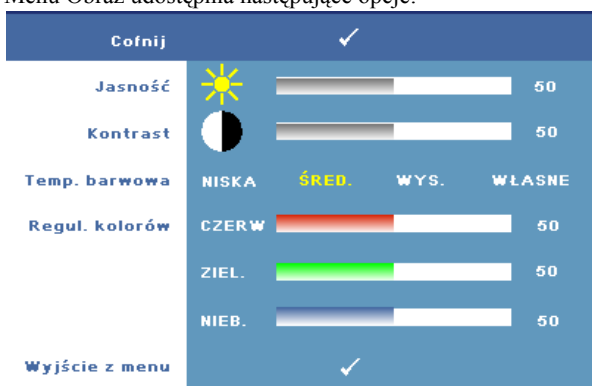 Menu Obraz udostępnia następujące opcje:
Cofnij
Jasność 50
Kontrast 50
Temp. barwowa NISKA ŚRED. WYS. WŁASNE
Regul. kolorów CZERW 50
ZIEL. 50
NIEB. 50
Wyjście z menu